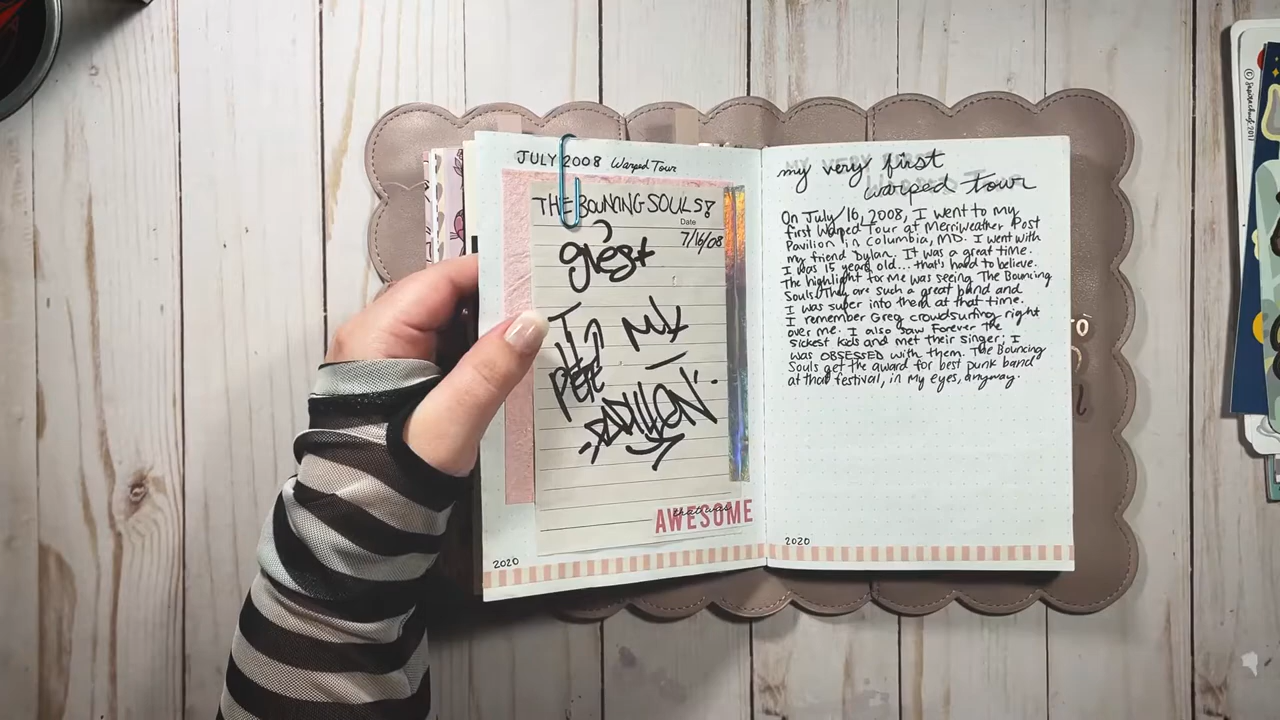 JULY 2008 Warped Tour
THE BOUNCING SOULS!
Date
7/16/08
PETE
that was
AWESOME
2020
my very first
warped tour
On July 16, 2008, I went to my
first Warped Tour at Merriweather Post
Pavilion in Columbia, MD. I went with
my friend Dylan. It was a great time.
I was 15 years old... that's hard to believe.
The highlight for me was seeing The Bouncing
Souls. They are such a great band and
I was super into them at that time.
I remember Greg crowdsurfing right
over me. I also saw Forever the
Sickest Kids and met their singer; I
was OBSESSED with them. The Bouncing
Souls get the award for best punk band
at that festival, in my eyes, anyway.
2020